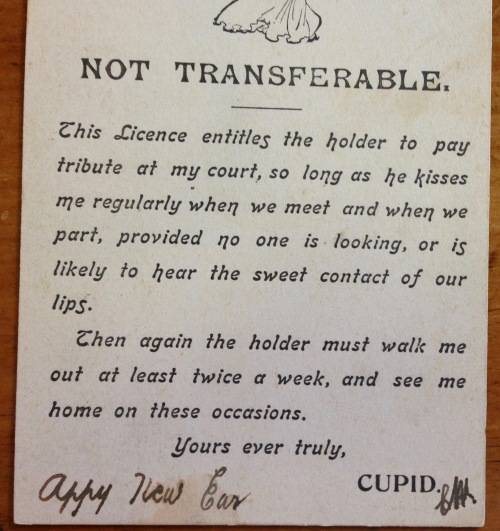 NOT TRANSFERABLE.
This Licence entitles the holder to pay
tribute at my court, so long as he kisses
me regularly when we meet and when we
part, provided no one is looking, or is
likely to hear the sweet contact of our
lips.
Then again the holder must walk me
out at least twice a week, and see me
home on these occasions.
Yours ever truly,
CUPID.
Appy New Ear